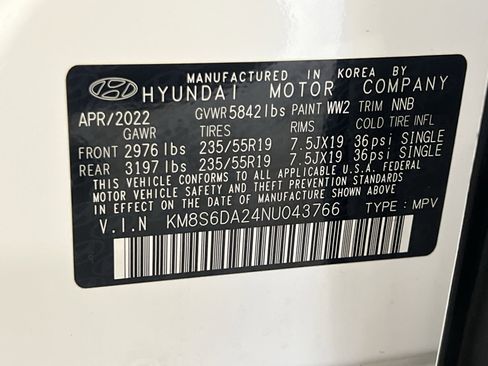 MANUFACTURED IN KOREA BY
HYUNDAI MOTOR COMPANY
APR/2022 GVWR 5842lbs PAINT WW2 TRIM NNB
GAWR TIRES RIMS COLD TIRE INFL
FRONT 2976 lbs 235/55R19 7.5JX19 36psi SINGLE
REAR 3197 lbs 235/55R19 7.5JX19 36psi SINGLE
THIS VEHICLE CONFORMS TO ALL APPLICABLE U.S.A. FEDERAL
MOTOR VEHICLE SAFETY AND THEFT PREVENTION STANDARDS
IN EFFECT ON THE DATE OF MANUFACTURE SHOWN ABOVE.
V.I.N KM8S6DA24NU043766 TYPE : MPV